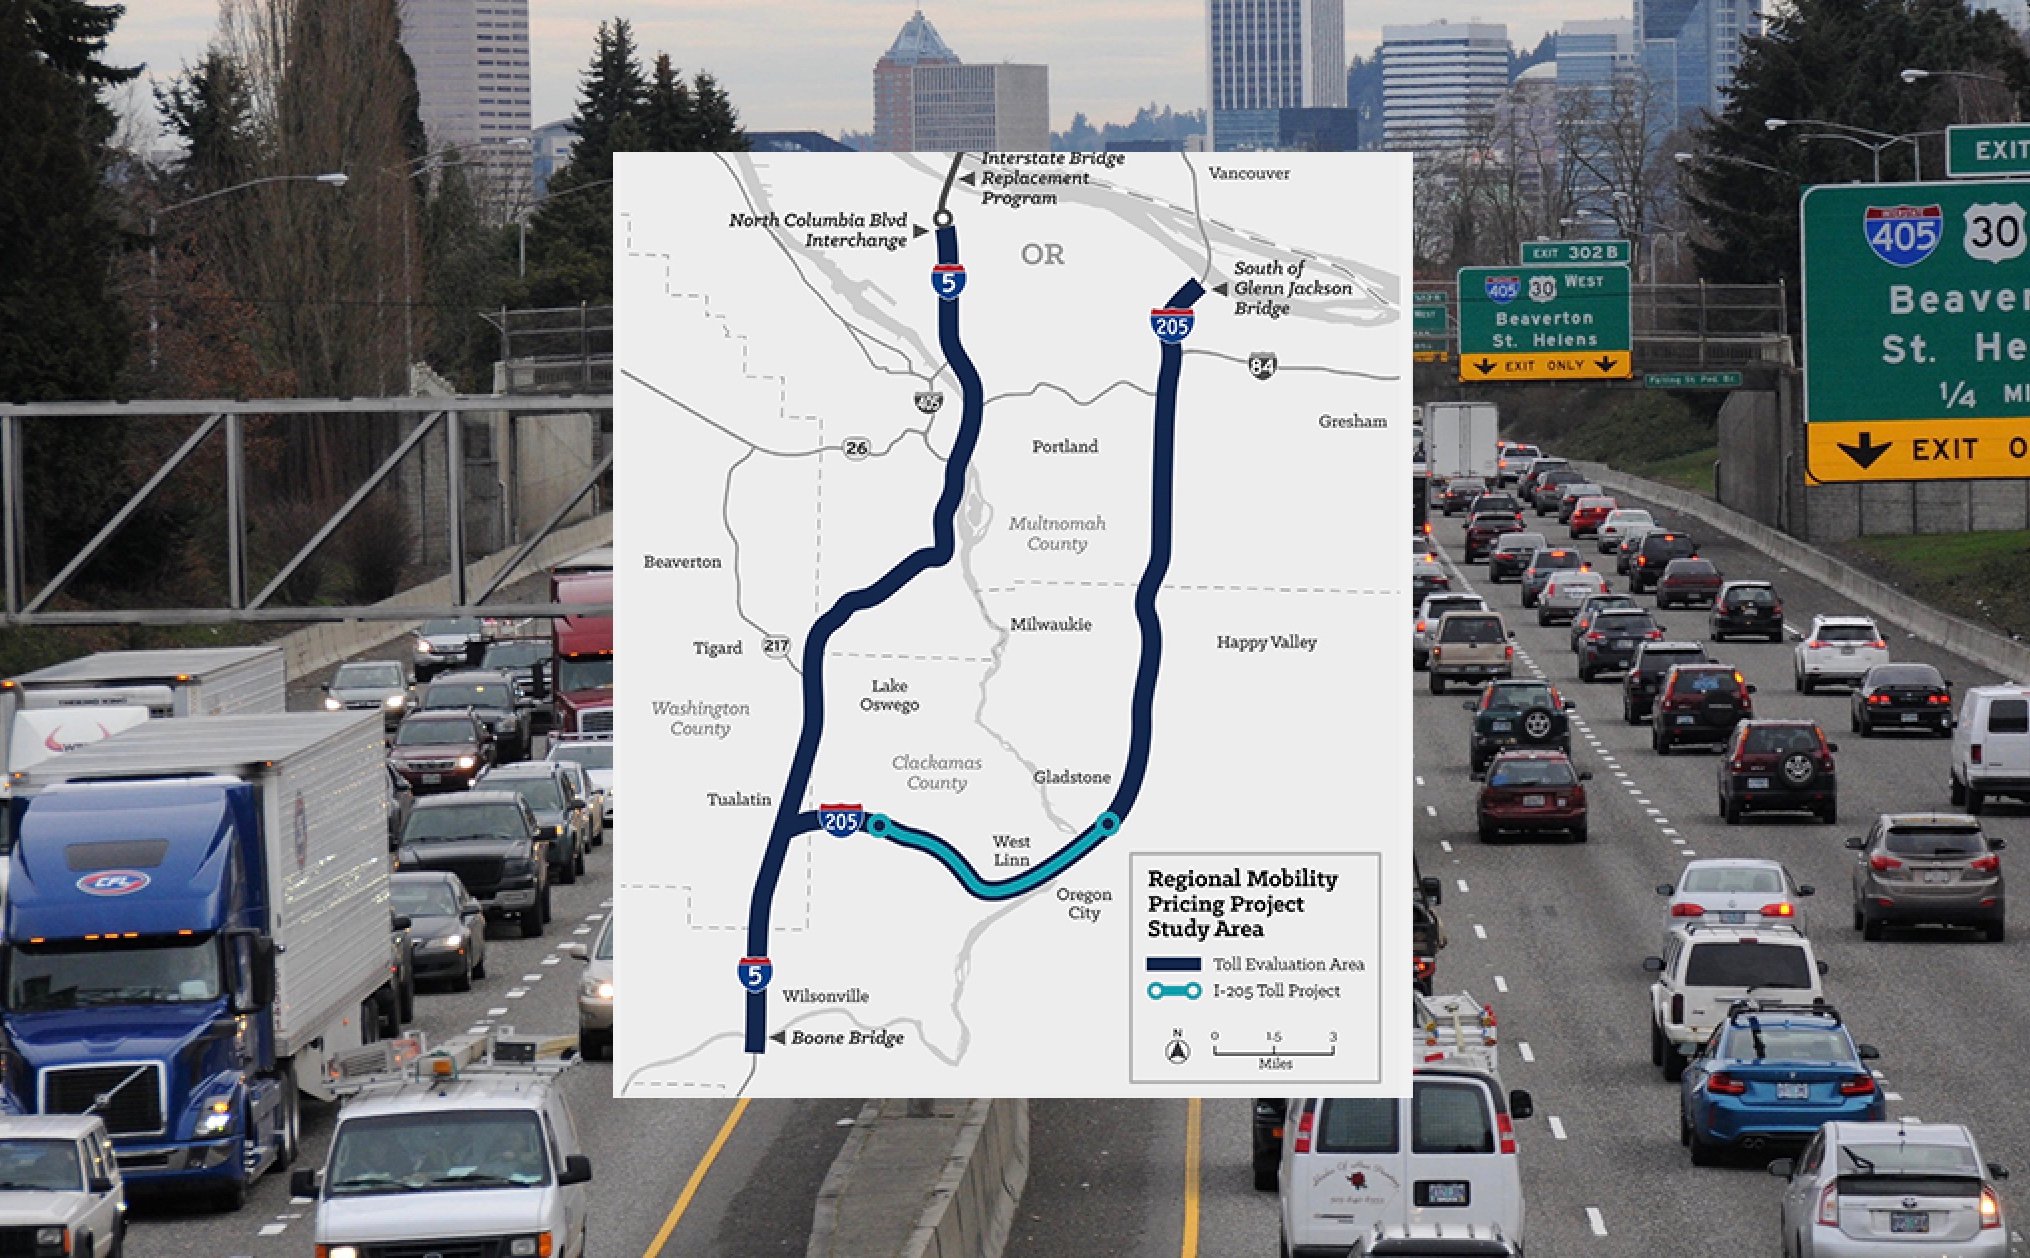 Interstate Bridge
Replacement
Program
Vancouver
North Columbia Blvd
Interchange
OR
5
South of
Glenn Jackson
Bridge
205
84
405
Gresham
26
Portland
Multnomah
County
Beaverton
Milwaukie
Tigard
217
Happy Valley
Lake
Oswego
Washington
County
Clackamas
County
Gladstone
Tualatin
205
West
Linn
Oregon
City
5
Wilsonville
Boone Bridge
Regional Mobility
Pricing Project
Study Area
Toll Evaluation Area
I-205 Toll Project
N
0 1.5 3
Miles
EXIT
405 30
Beaver
St. He
1/4 MI
EXIT O
EXIT 302 B
405 30 WEST
Beaverton
St. Helens
EXIT ONLY
WEST
CFL